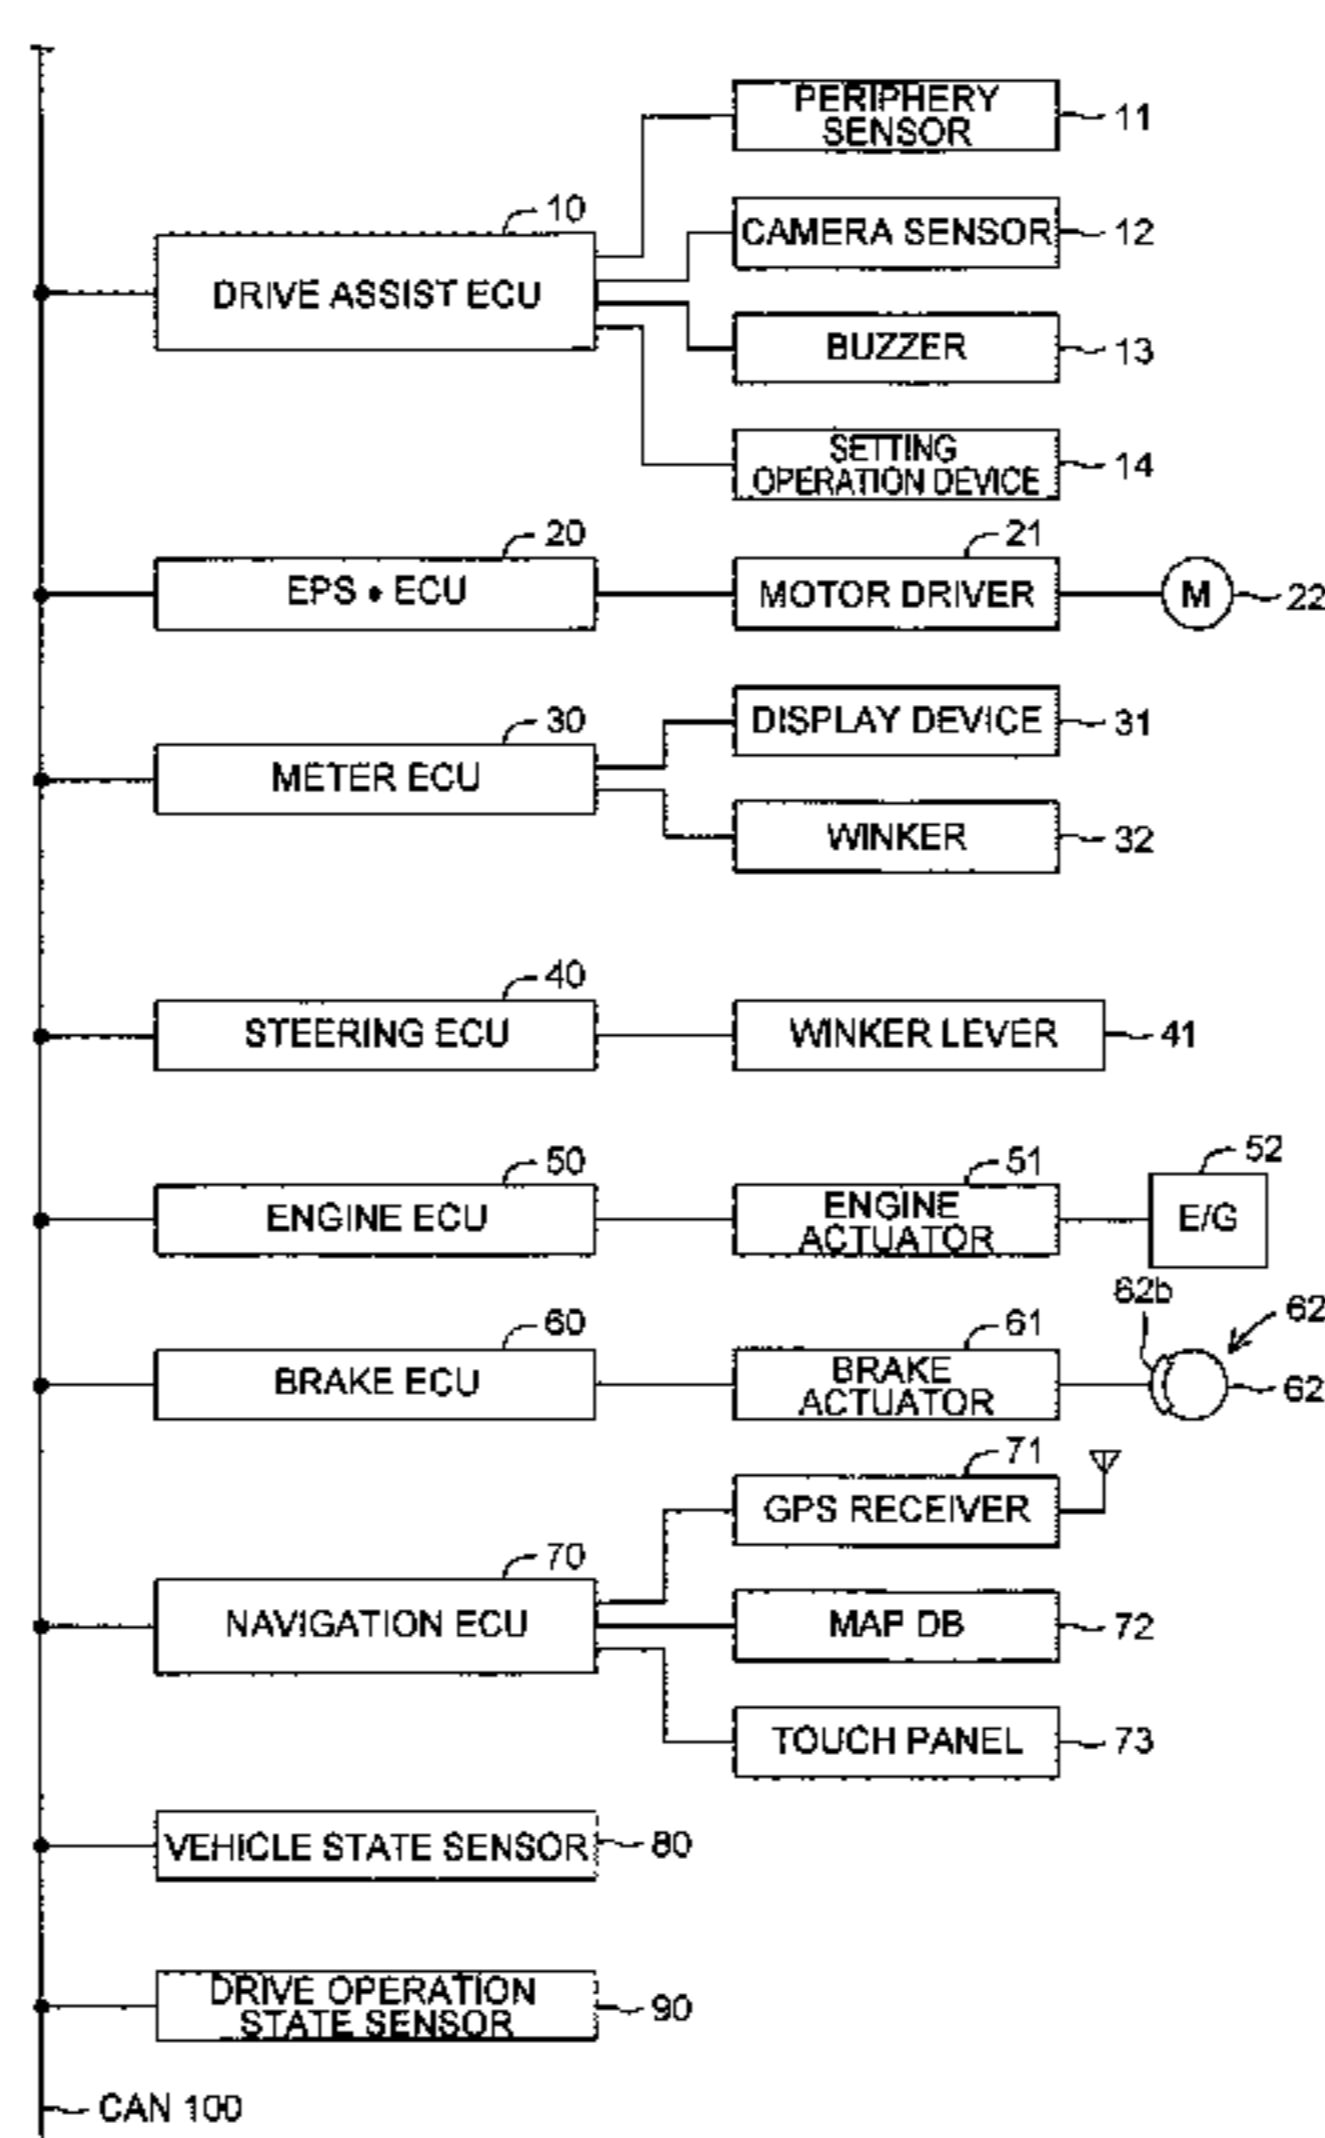 PERIPHERY
SENSOR
11
10
CAMERA SENSOR
12
DRIVE ASSIST ECU
BUZZER
13
SETTING
OPERATION DEVICE
14
20
21
EPS • ECU
MOTOR DRIVER
M
22
DISPLAY DEVICE
31
30
METER ECU
WINKER
32
40
STEERING ECU
WINKER LEVER
41
50
51
52
ENGINE ECU
ENGINE
ACTUATOR
E/G
62b
62
60
61
BRAKE ECU
BRAKE
ACTUATOR
62
71
GPS RECEIVER
70
NAVIGATION ECU
MAP DB
72
TOUCH PANEL
73
VEHICLE STATE SENSOR
80
DRIVE OPERATION
STATE SENSOR
90
CAN 100